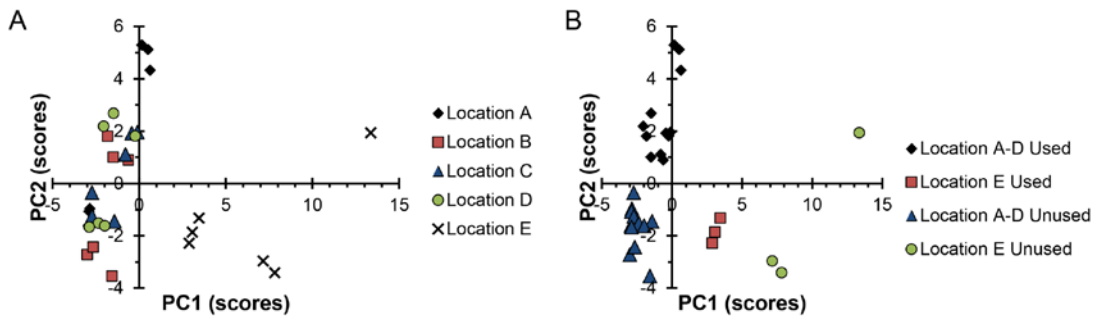 A
6
4
2
0
-2
-4
-5 0 5 10 15
PC2 (scores)
PC1 (scores)
Location A
Location B
Location C
Location D
Location E
B
6
4
2
0
-2
-4
-5 0 5 10 15
PC2 (scores)
PC1 (scores)
Location A-D Used
Location E Used
Location A-D Unused
Location E Unused